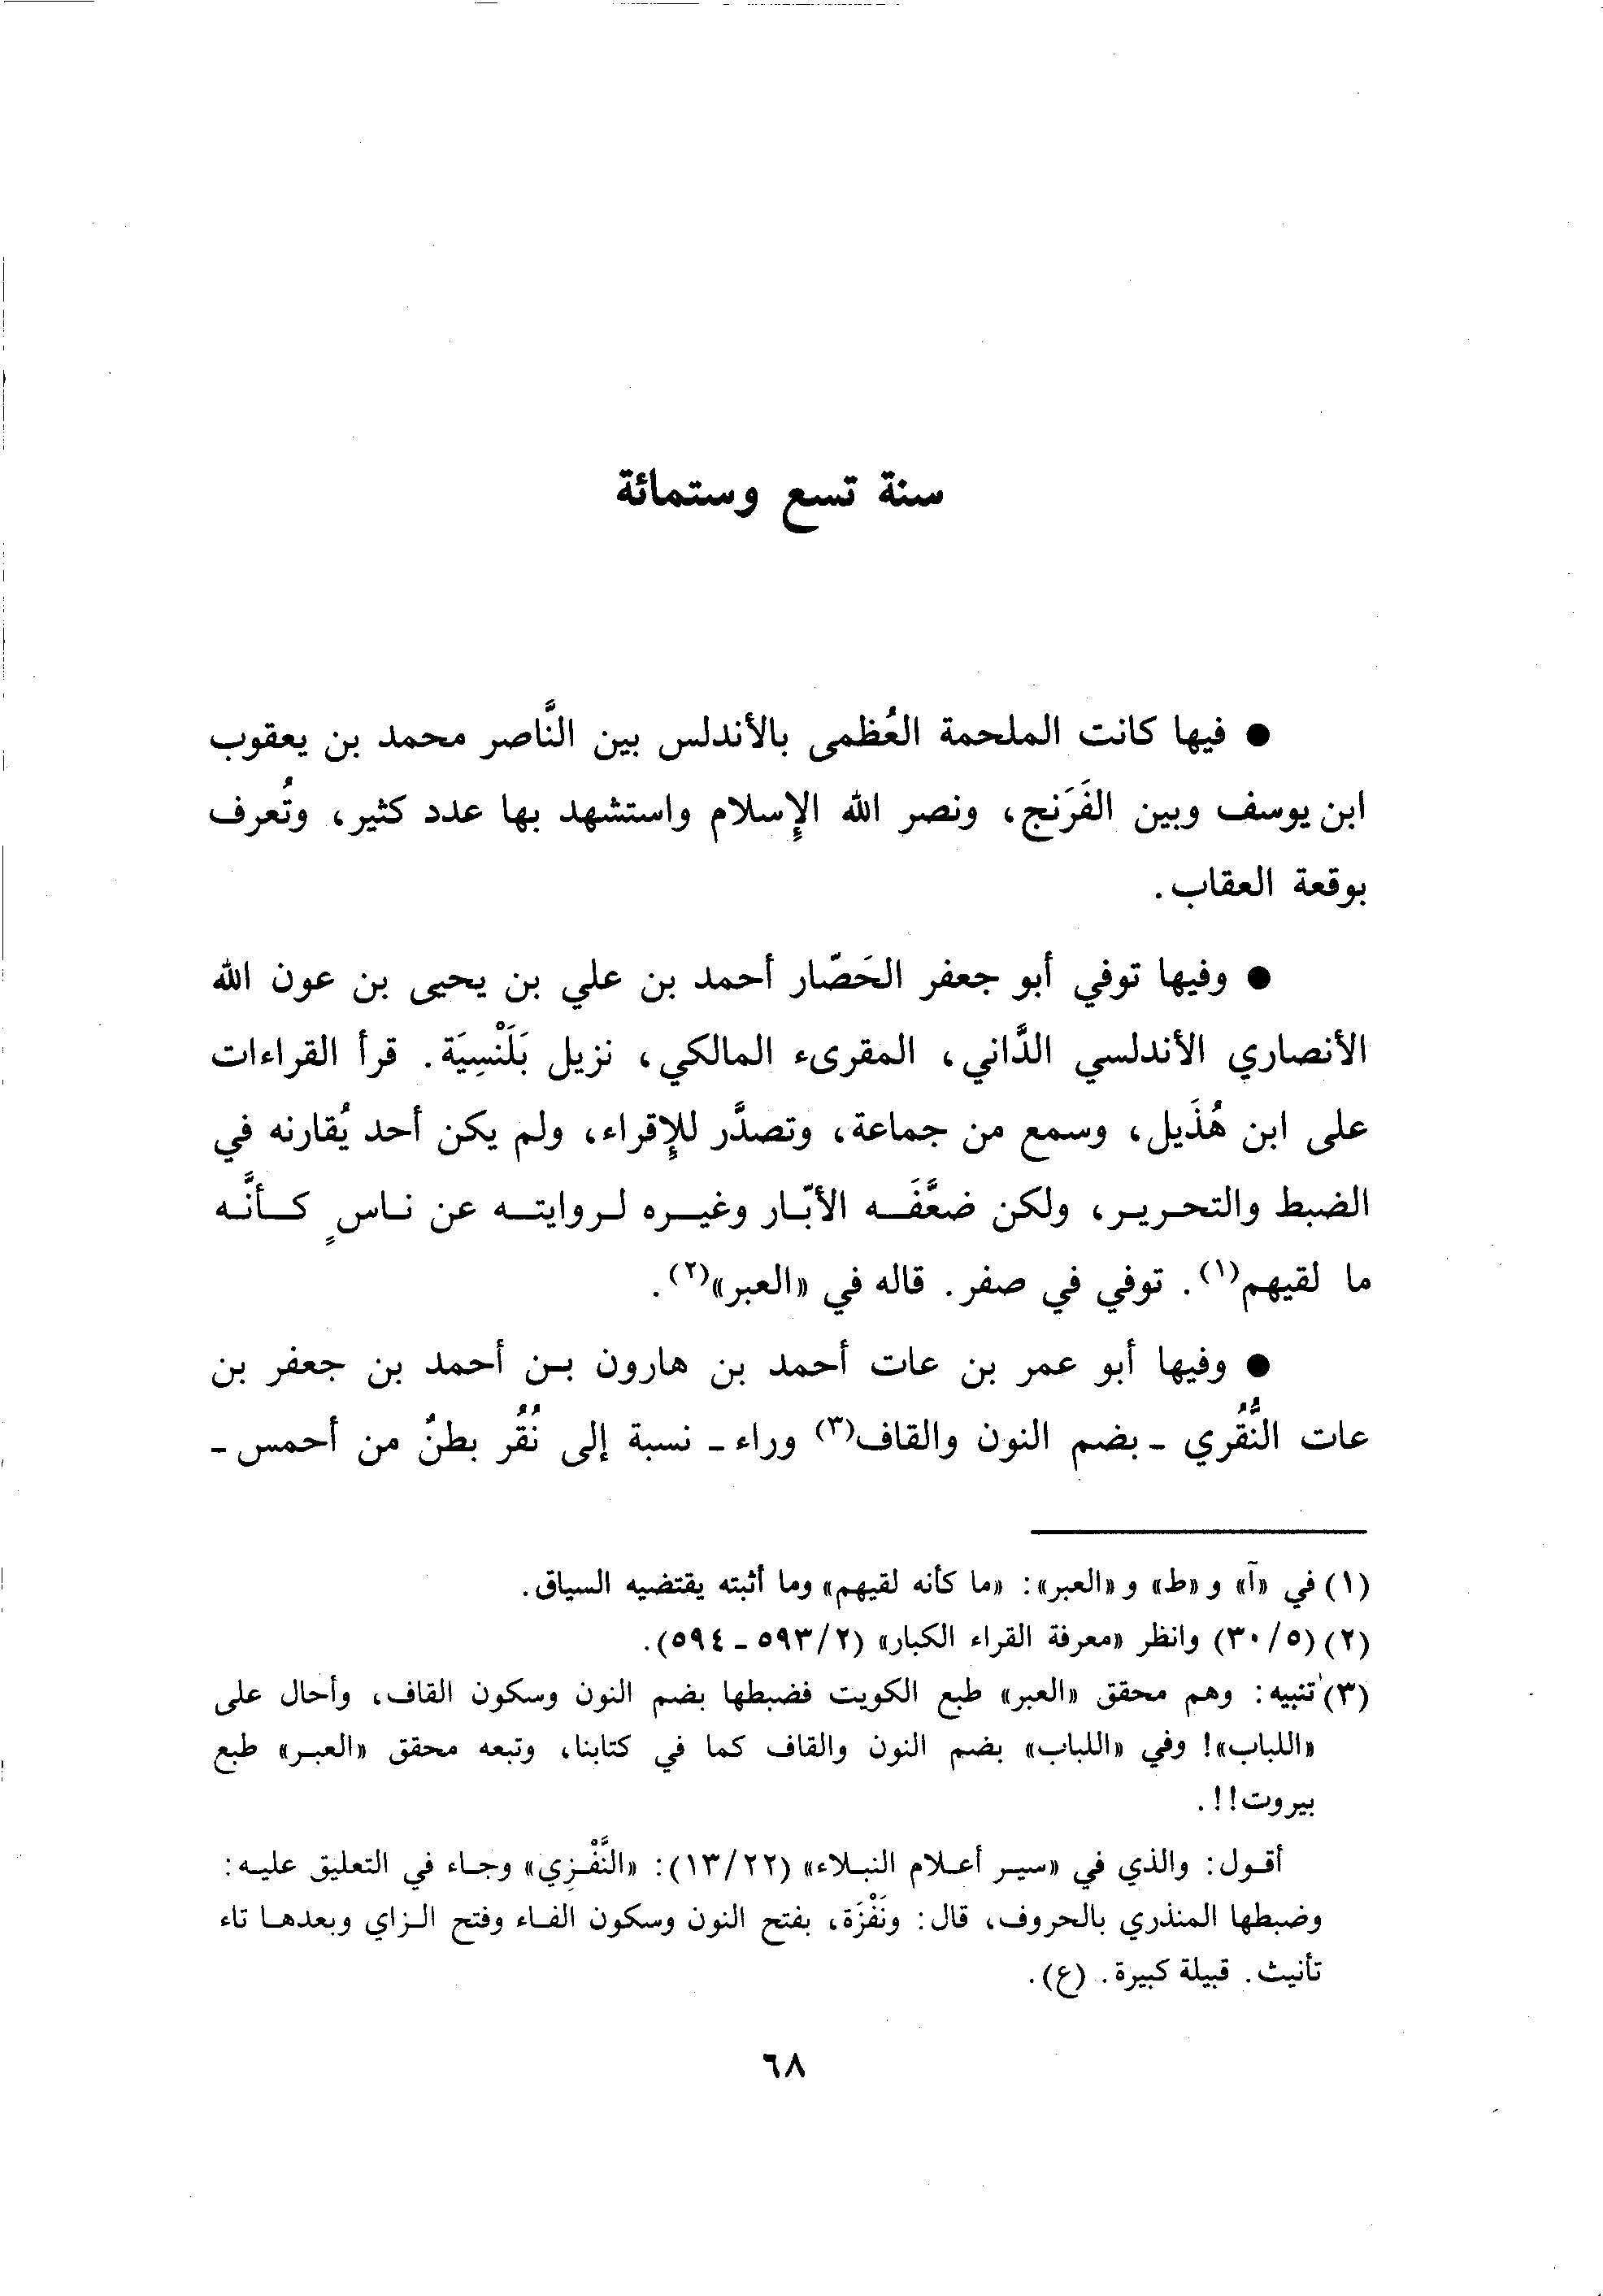 سنة تسع وستمائة
● فيها كانت الملحمة العُظمى بالأندلس بين النَّاصر محمد بن يعقوب
ابن يوسف وبين الفَرَنج، ونصر الله الإسلام واستشهد بها عدد كثير، وتُعرف
بوقعة العقاب.
● وفيها توفي أبو جعفر الحَصّار أحمد بن علي بن يحيى بن عون الله
الأنصاري الأندلسي الدَّاني، المقرىء المالكي، نزيل بَلَنْسِيَة. قرأ القراءات
على ابن هُذَيل، وسمع من جماعة، وتصدَّر للإقراء، ولم يكن أحد يُقارنه في
الضبط والتحرير، ولكن ضعَّفَه الأبّار وغيره لروايته عن ناسٍ كأنَّه
ما لقيهم(١). توفي في صفر. قاله في «العبر»(٢).
● وفيها أبو عمر بن عات أحمد بن هارون بن أحمد بن جعفر بن
عات النُّقُري ـ بضم النون والقاف(٣) وراء ـ نسبة إلى نُقُر بطنٌ من أحمس ـ
(١) في «آ» و «ط» و «العبر»: «ما كأنه لقيهم» وما أثبته يقتضيه السياق.
(٢) (٥/ ٣٠) وانظر «معرفة القراء الكبار» (٢/ ٥٩٣ ـ ٥٩٤).
(٣) تنبيه: وهم محقق «العبر» طبع الكويت فضبطها بضم النون وسكون القاف، وأحال على
«اللباب»! وفي «اللباب» بضم النون والقاف كما في كتابنا، وتبعه محقق «العبر» طبع
بيروت!!.
أقول: والذي في «سير أعلام النبلاء» (٢٢/ ١٣): «النَّفْزِي» وجاء في التعليق عليه:
وضبطها المنذري بالحروف، قال: ونَفْزَة، بفتح النون وسكون الفاء وفتح الزاي وبعدها تاء
تأنيث. قبيلة كبيرة. (ع).
٦٨